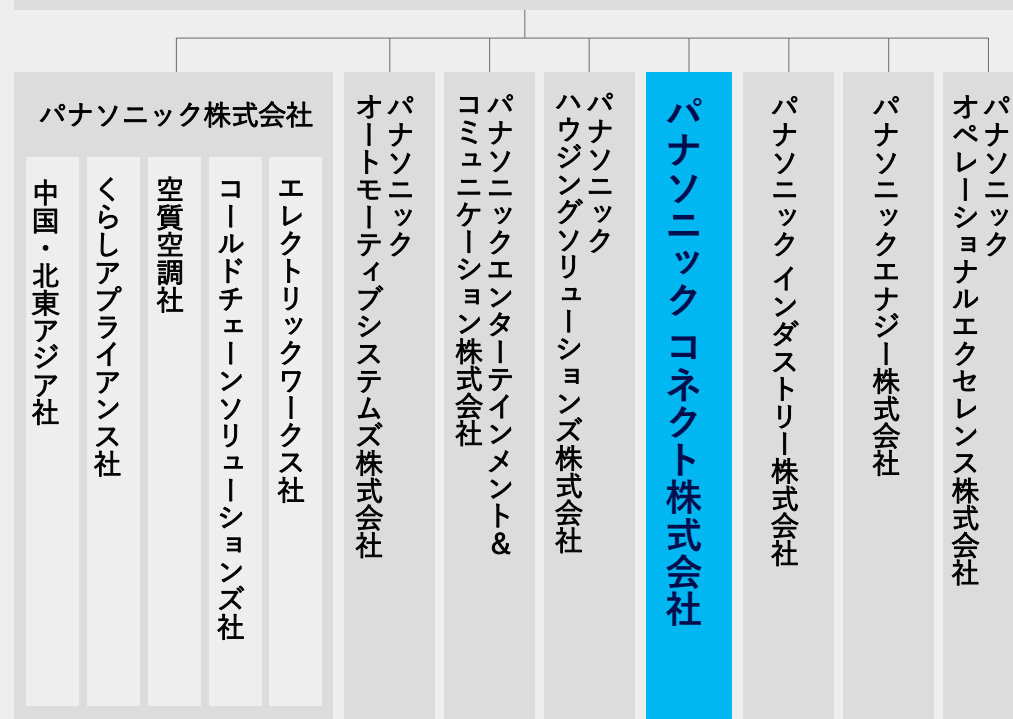 パナソニック株式会社
中国・北東アジア社
くらしアプライアンス社
空質空調社
コールドチェーンソリューションズ社
エレクトリックワークス社
パナソニック
オートモーティブシステムズ株式会社
パナソニックエンターテインメント&
コミュニケーション株式会社
パナソニック
ハウジングソリューションズ株式会社
パナソニック コネクト株式会社
パナソニック インダストリー株式会社
パナソニックエナジー株式会社
パナソニック
オペレーショナルエクセレンス株式会社